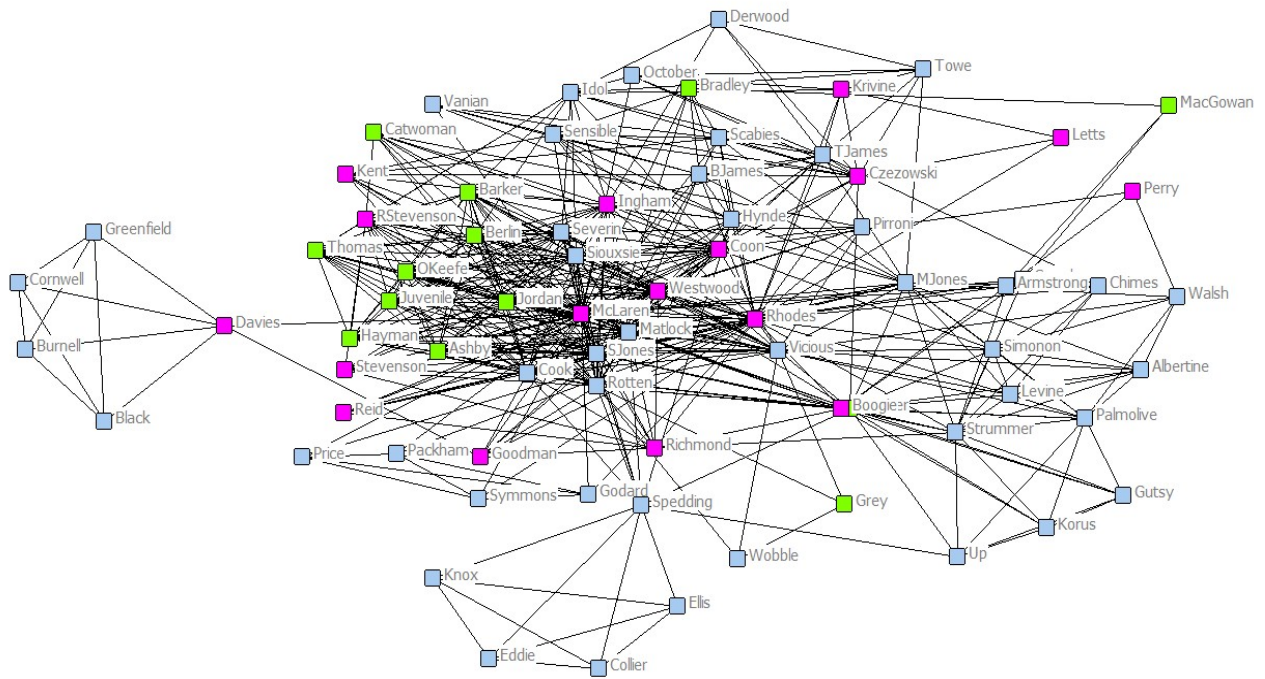 Derwood
Towe
October
Idol
Bradley
Krivine
Vanian
MacGowan
Catwoman
Sensible
Scabies
Letts
TJames
Kent
BJames
Czezowski
Barker
Perry
Ingham
RStevenson
Hynde
Pirroni
Greenfield
Berlin
Severin
Thomas
Coon
Siouxsie
OKeefe
Cornwell
MJones
Armstrong
Chimes
Westwood
Walsh
Juvenile
Jordan
McLaren
Rhodes
Davies
Matlock
Hayman
Burnell
Ashby
SJones
Vicious
Simonon
Stevenson
Cook
Albertine
Rotten
Levine
Reid
Black
Palmolive
Strummer
Richmond
Price
Packham
Goodman
Symmons
Godard
Gutsy
Spedding
Grey
Korus
Wobble
Up
Knox
Ellis
Eddie
Collier